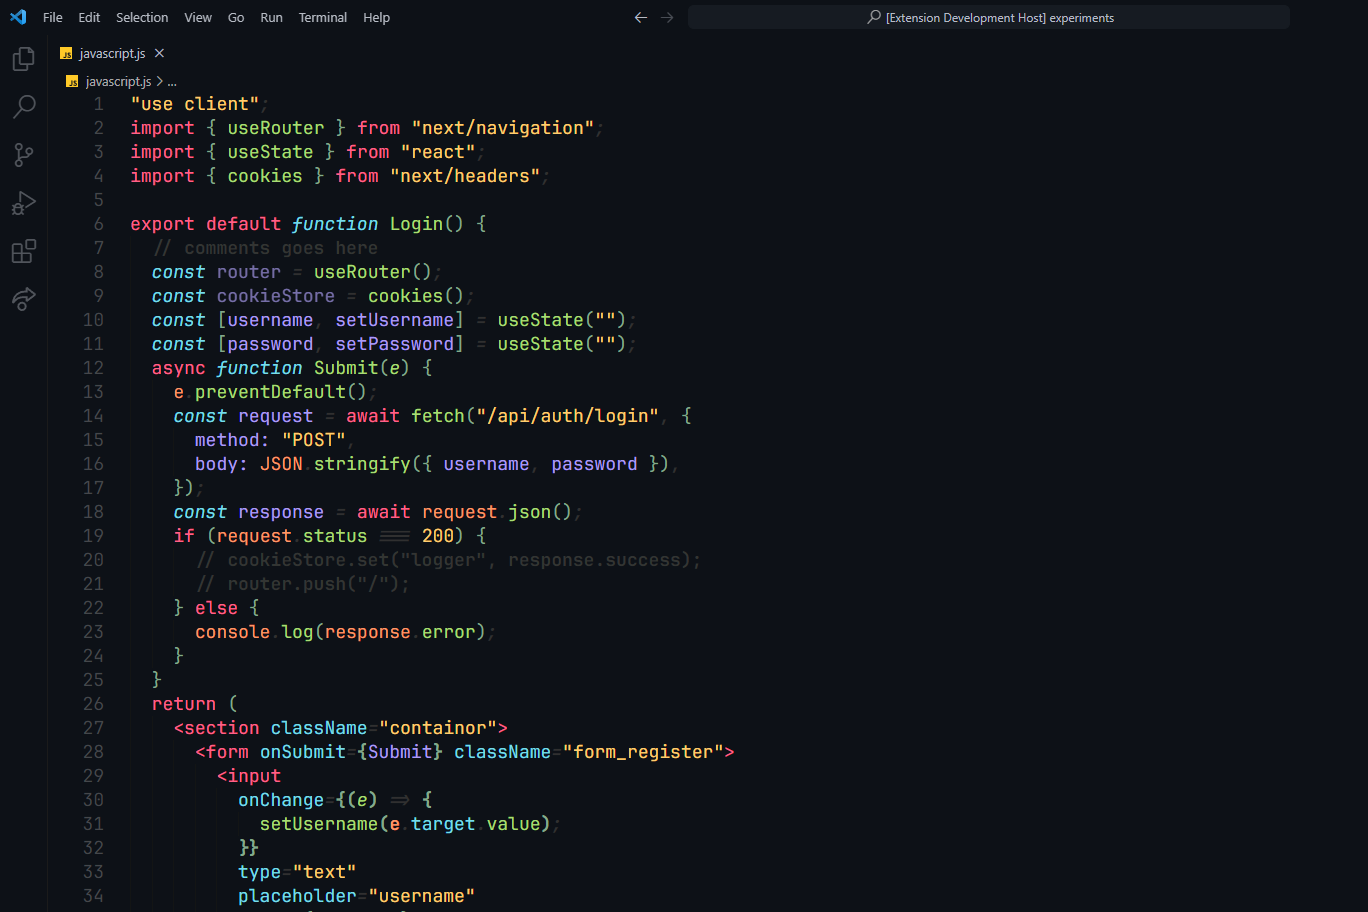 File Edit Selection View Go Run Terminal Help [Extension Development Host] experiments
JS javascript.js
JS javascript.js > ...
1 "use client";
2 import { useRouter } from "next/navigation";
3 import { useState } from "react";
4 import { cookies } from "next/headers";
5
6 export default function Login() {
7 // comments goes here
8 const router = useRouter();
9 const cookieStore = cookies();
10 const [username, setUsername] = useState("");
11 const [password, setPassword] = useState("");
12 async function Submit(e) {
13 e.preventDefault();
14 const request = await fetch("/api/auth/login", {
15 method: "POST",
16 body: JSON.stringify({ username, password }),
17 });
18 const response = await request.json();
19 if (request.status === 200) {
20 // cookieStore.set("logger", response.success);
21 // router.push("/");
22 } else {
23 console.log(response.error);
24 }
25 }
26 return (
27 <section className="containor">
28 <form onSubmit={Submit} className="form_register">
29 <input
30 onChange={(e) => {
31 setUsername(e.target.value);
32 }}
33 type="text"
34 placeholder="username"